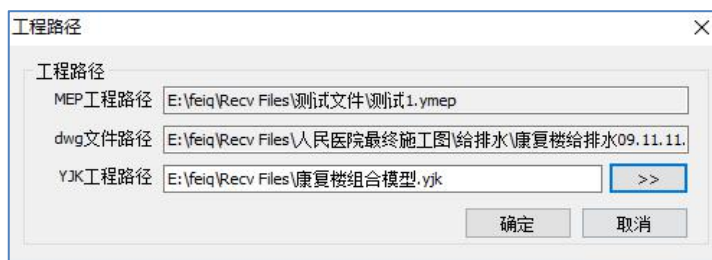 工程路径
工程路径
MEP工程路径 E:\feiq\Recv Files\测试文件\测试1.ymep
dwg文件路径 E:\feiq\Recv Files\人民医院最终施工图\给排水\康复楼给排水09.11.11.
YJK工程路径 E:\feiq\Recv Files\康复楼组合模型.yjk >>
确定 取消